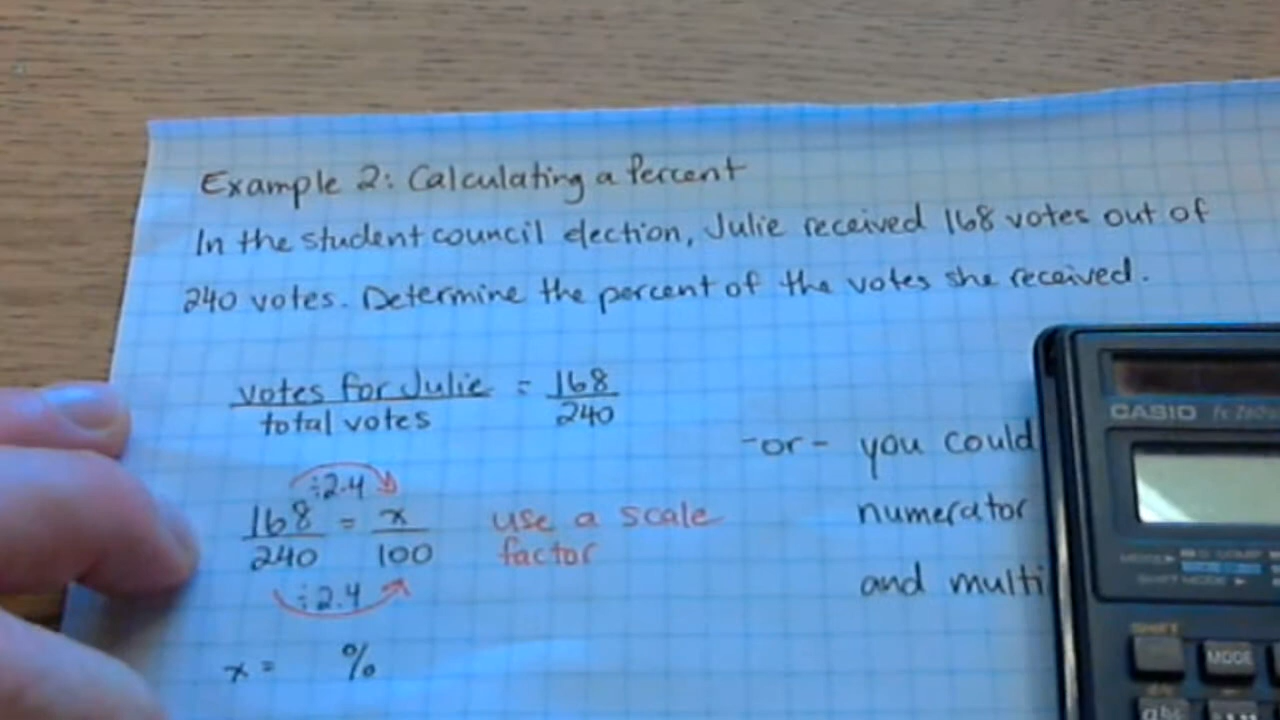 Example 2: Calculating a Percent
In the student council election, Julie received 168 votes out of
240 votes. Determine the percent of the votes she received.
votes for Julie = 168
total votes 240
÷2.4
168 = x
240 100
÷2.4
use a scale
factor
x = %
-or- you could
numerator
and multi
CASIO
SHIFT
MODE